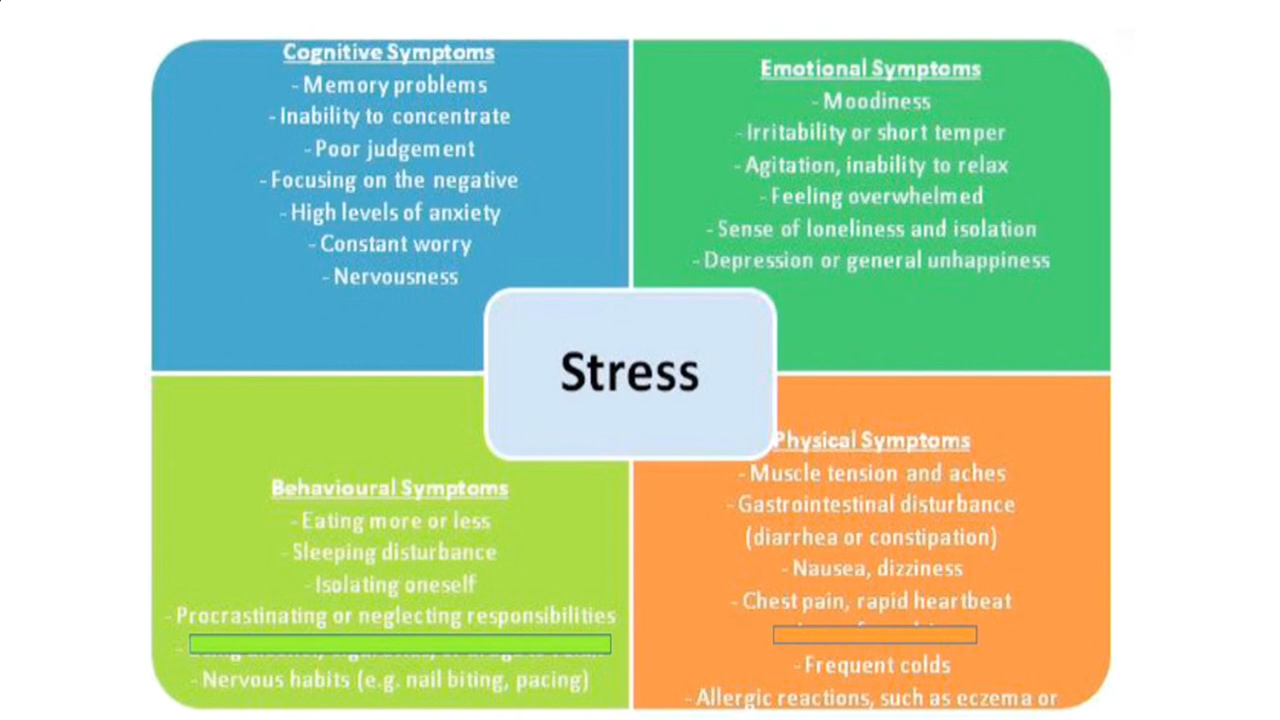 Cognitive Symptoms
- Memory problems
- Inability to concentrate
- Poor judgement
- Focusing on the negative
- High levels of anxiety
- Constant worry
- Nervousness
Emotional Symptoms
- Moodiness
- Irritability or short temper
- Agitation, inability to relax
- Feeling overwhelmed
- Sense of loneliness and isolation
- Depression or general unhappiness
Stress
Behavioural Symptoms
- Eating more or less
- Sleeping disturbance
- Isolating oneself
- Procrastinating or neglecting responsibilities
-
- Nervous habits (e.g. nail biting, pacing)
Physical Symptoms
- Muscle tension and aches
- Gastrointestinal disturbance
(diarrhea or constipation)
- Nausea, dizziness
- Chest pain, rapid heartbeat
- Frequent colds
- Allergic reactions, such as eczema or